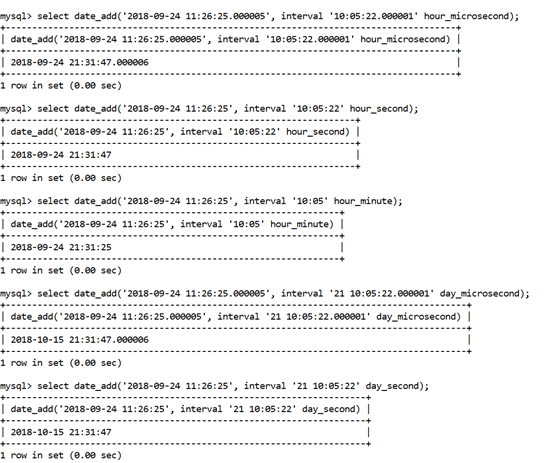 mysql> select date_add('2018-09-24 11:26:25.000005', interval '10:05:22.000001' hour_microsecond);
+---------------------------------------------------------------------------------+
| date_add('2018-09-24 11:26:25.000005', interval '10:05:22.000001' hour_microsecond) |
+---------------------------------------------------------------------------------+
| 2018-09-24 21:31:47.000006 |
+---------------------------------------------------------------------------------+
1 row in set (0.00 sec)
mysql> select date_add('2018-09-24 11:26:25', interval '10:05:22' hour_second);
+----------------------------------------------------------------+
| date_add('2018-09-24 11:26:25', interval '10:05:22' hour_second) |
+----------------------------------------------------------------+
| 2018-09-24 21:31:47 |
+----------------------------------------------------------------+
1 row in set (0.00 sec)
mysql> select date_add('2018-09-24 11:26:25', interval '10:05' hour_minute);
+-------------------------------------------------------------+
| date_add('2018-09-24 11:26:25', interval '10:05' hour_minute) |
+-------------------------------------------------------------+
| 2018-09-24 21:31:25 |
+-------------------------------------------------------------+
1 row in set (0.00 sec)
mysql> select date_add('2018-09-24 11:26:25.000005', interval '21 10:05:22.000001' day_microsecond);
+-----------------------------------------------------------------------------------+
| date_add('2018-09-24 11:26:25.000005', interval '21 10:05:22.000001' day_microsecond) |
+-----------------------------------------------------------------------------------+
| 2018-10-15 21:31:47.000006 |
+-----------------------------------------------------------------------------------+
1 row in set (0.00 sec)
mysql> select date_add('2018-09-24 11:26:25', interval '21 10:05:22' day_second);
+------------------------------------------------------------------+
| date_add('2018-09-24 11:26:25', interval '21 10:05:22' day_second) |
+------------------------------------------------------------------+
| 2018-10-15 21:31:47 |
+------------------------------------------------------------------+
1 row in set (0.00 sec)